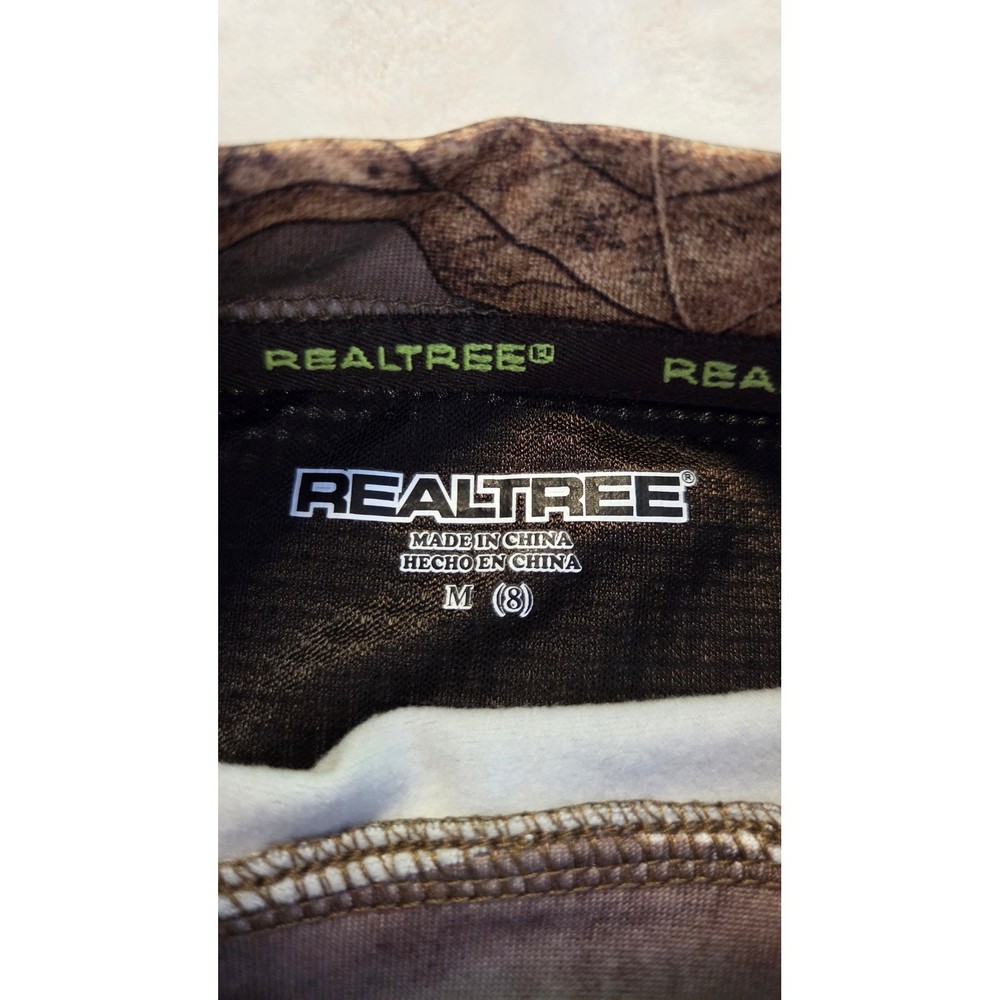 REALTREE® REA
REALTREE®
MADE IN CHINA
HECHO EN CHINA
M (8)